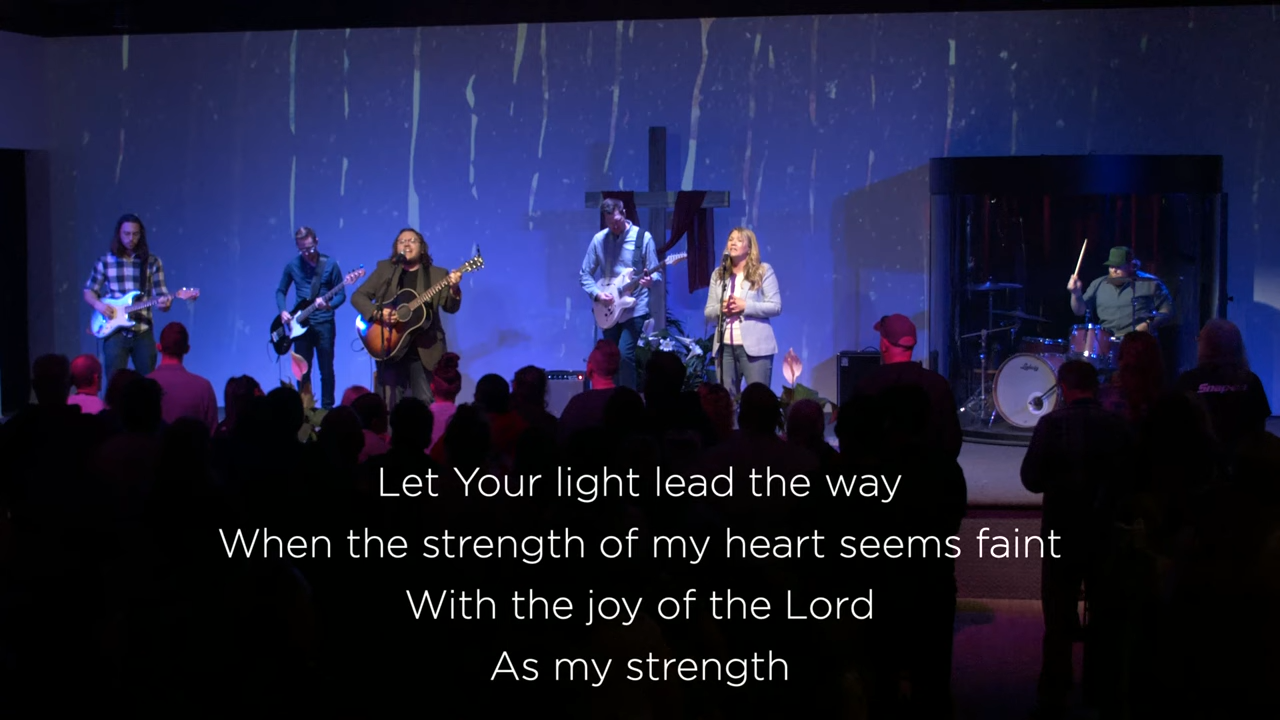 Let Your light lead the way
When the strength of my heart seems faint
With the joy of the Lord
As my strength